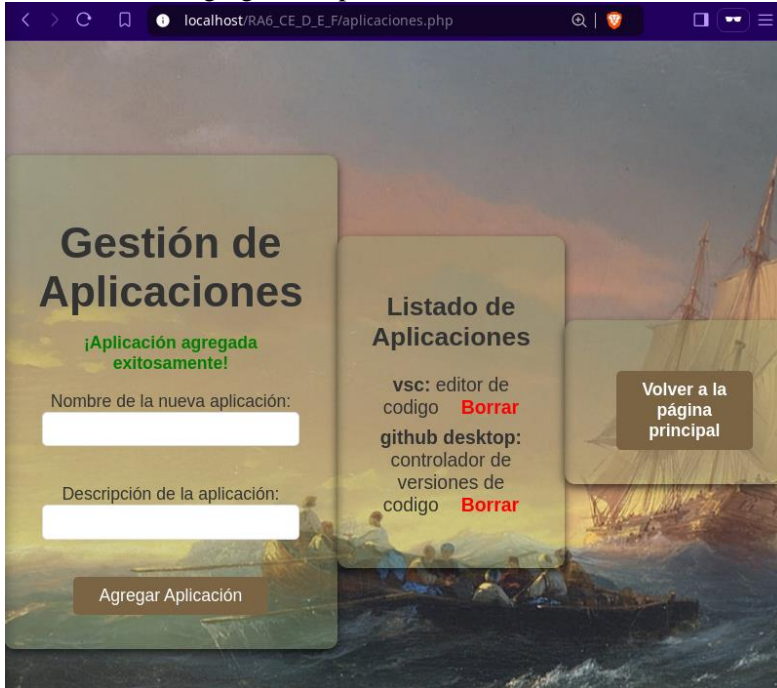 localhost/RA6_CE_D_E_F/aplicaciones.php
Gestión de
Aplicaciones
¡Aplicación agregada
exitosamente!
Nombre de la nueva aplicación:
Descripción de la aplicación:
Agregar Aplicación
Listado de
Aplicaciones
vsc: editor de
codigo Borrar
github desktop:
controlador de
versiones de
codigo Borrar
Volver a la
página
principal